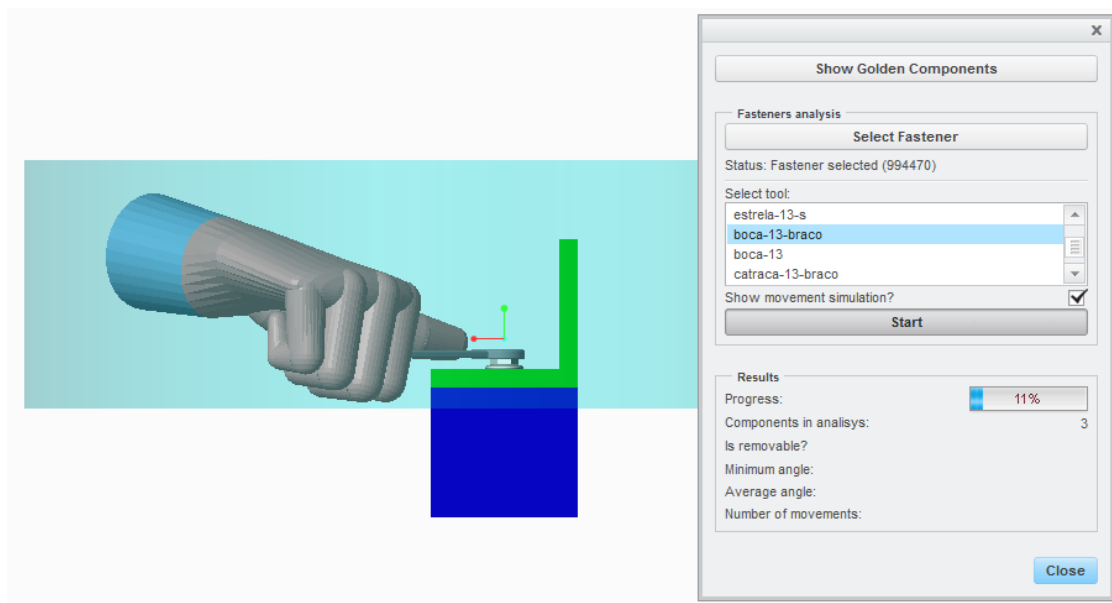 x
Show Golden Components
Fasteners analysis
Select Fastener
Status: Fastener selected (994470)
Select tool:
estrela-13-s
boca-13-braco
boca-13
catraca-13-braco
Show movement simulation?
Start
Results
Progress: 11%
Components in analisys: 3
Is removable?
Minimum angle:
Average angle:
Number of movements:
Close